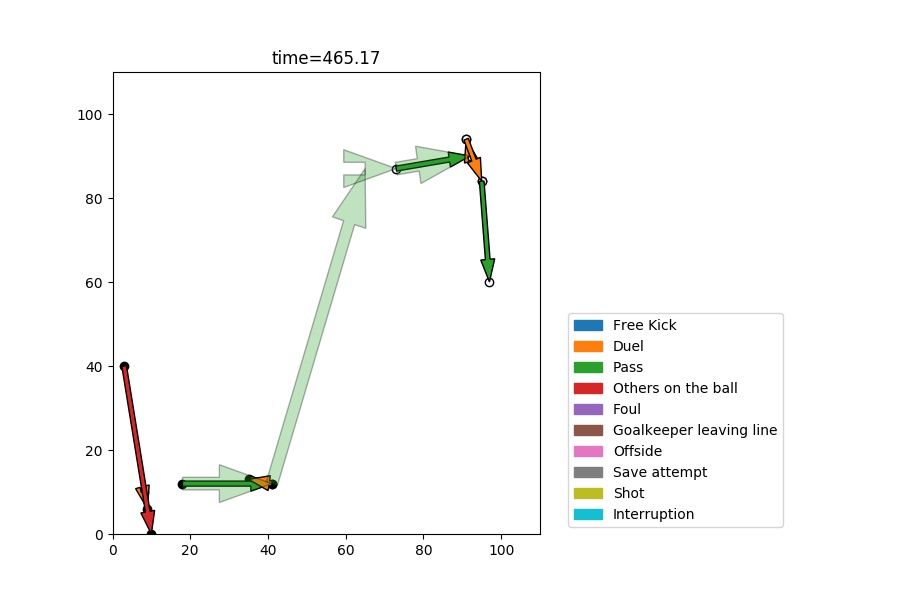 time=465.17
100
80
60
40
20
0
0 20 40 60 80 100
Free Kick
Duel
Pass
Others on the ball
Foul
Goalkeeper leaving line
Offside
Save attempt
Shot
Interruption